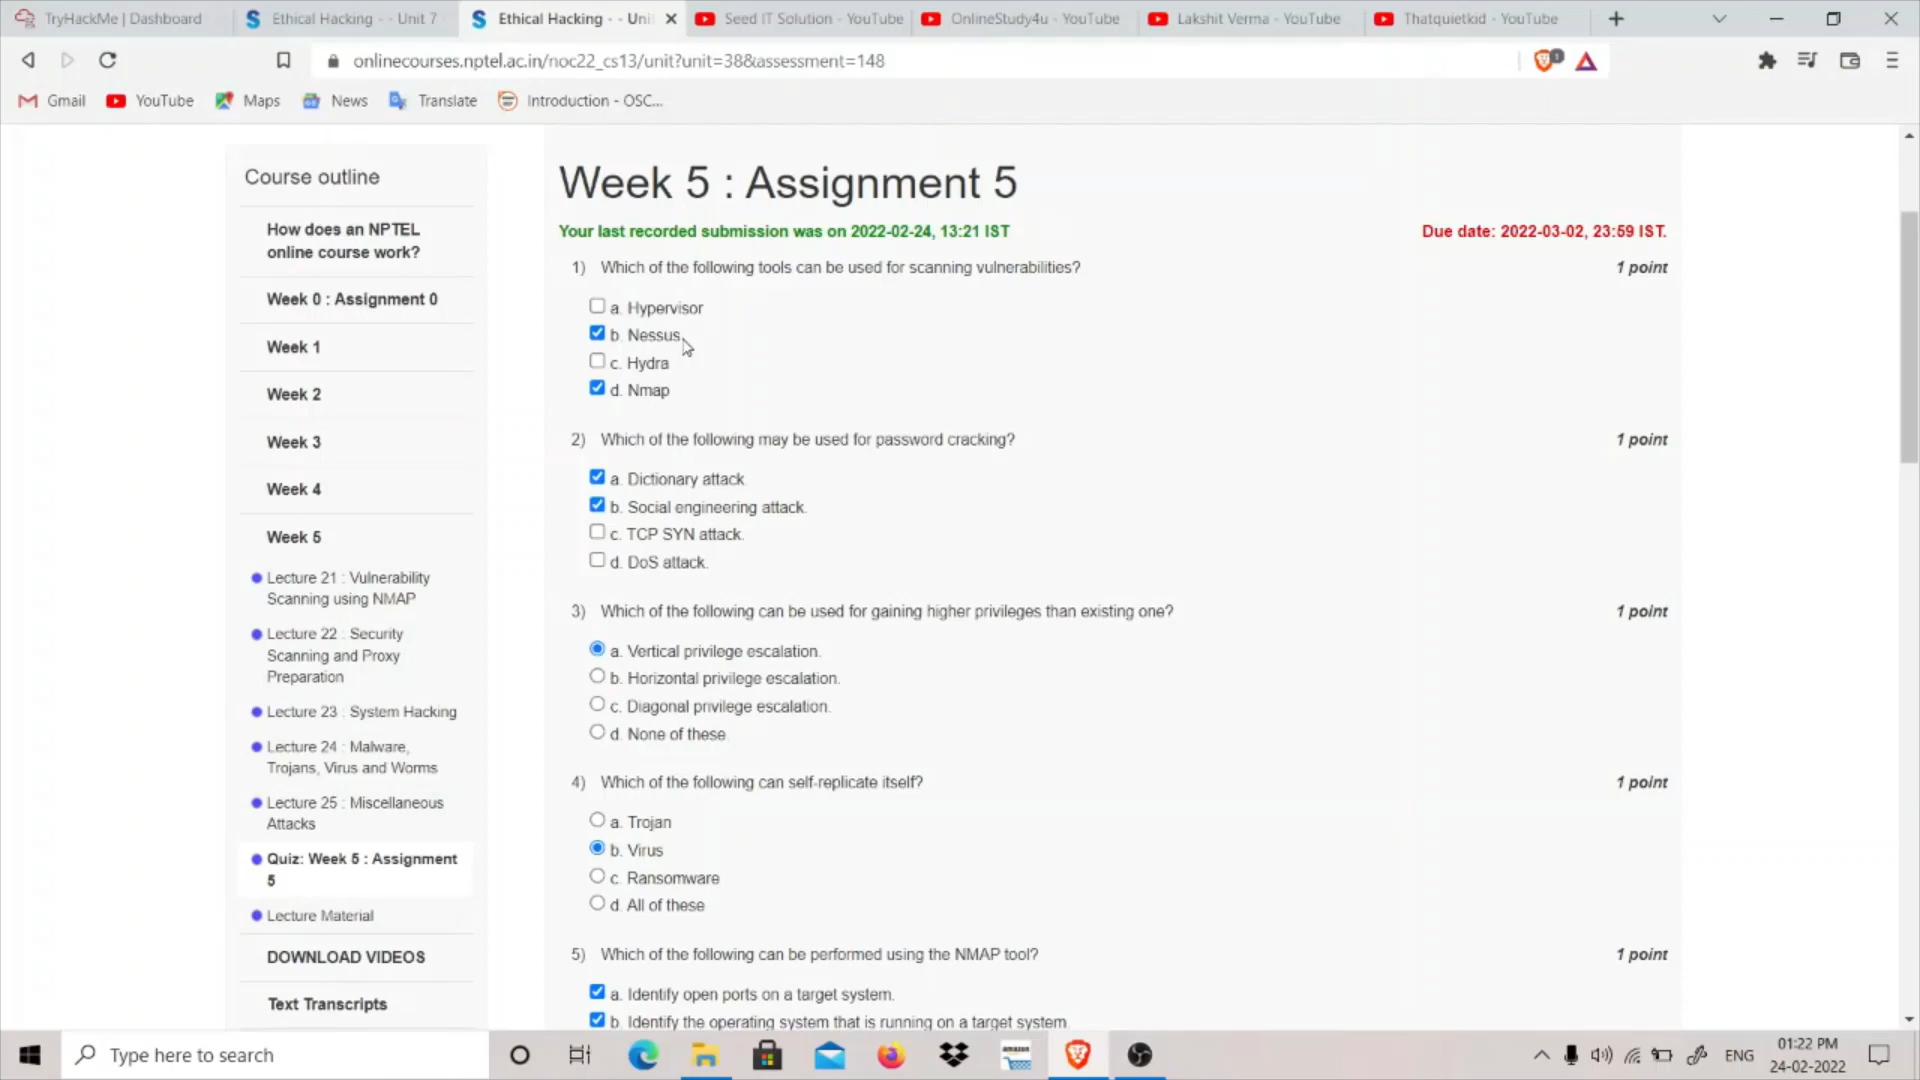 TryHackMe | Dashboard
Ethical Hacking - - Unit 7
Ethical Hacking - - Uni
Seed IT Solution - YouTube
OnlineStudy4u - YouTube
Lakshit Verma - YouTube
Thatquietkid - YouTube
onlinecourses.nptel.ac.in/noc22_cs13/unit?unit=38&assessment=148
1
Gmail
YouTube
Maps
News
Translate
Introduction - OSC...
Course outline
How does an NPTEL
online course work?
Week 0 : Assignment 0
Week 1
Week 2
Week 3
Week 4
Week 5
Lecture 21 : Vulnerability
Scanning using NMAP
Lecture 22 : Security
Scanning and Proxy
Preparation
Lecture 23 : System Hacking
Lecture 24 : Malware,
Trojans, Virus and Worms
Lecture 25 : Miscellaneous
Attacks
Quiz: Week 5 : Assignment
5
Lecture Material
DOWNLOAD VIDEOS
Text Transcripts
Week 5 : Assignment 5
Your last recorded submission was on 2022-02-24, 13:21 IST
Due date: 2022-03-02, 23:59 IST.
1) Which of the following tools can be used for scanning vulnerabilities? 1 point
a. Hypervisor
b. Nessus
c. Hydra
d. Nmap
2) Which of the following may be used for password cracking? 1 point
a. Dictionary attack
b. Social engineering attack.
c. TCP SYN attack.
d. DoS attack.
3) Which of the following can be used for gaining higher privileges than existing one? 1 point
a. Vertical privilege escalation.
b. Horizontal privilege escalation.
c. Diagonal privilege escalation.
d. None of these
4) Which of the following can self-replicate itself? 1 point
a. Trojan
b. Virus
c. Ransomware
d. All of these
5) Which of the following can be performed using the NMAP tool? 1 point
a. Identify open ports on a target system.
b. Identify the operating system that is running on a target system
Type here to search
amazon
ENG
01:22 PM
24-02-2022